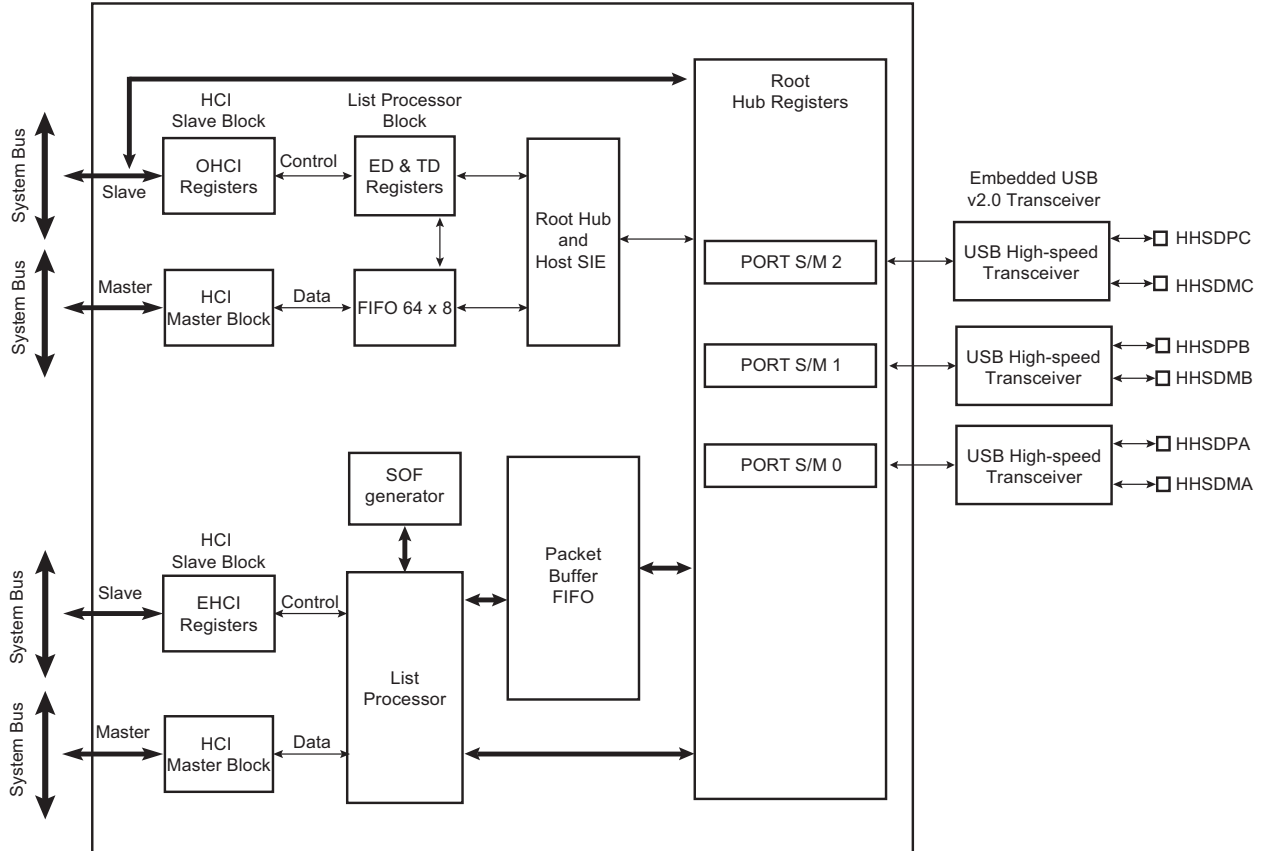 Root
Hub Registers
HCI
Slave Block
List Processor
Block
System Bus
Slave
OHCI
Registers
Control
ED & TD
Registers
Root Hub
and
Host SIE
Embedded USB
v2.0 Transceiver
PORT S/M 2
USB High-speed
Transceiver
HHSDPC
HHSDMC
System Bus
Master
HCI
Master Block
Data
FIFO 64 x 8
PORT S/M 1
USB High-speed
Transceiver
HHSDPB
HHSDMB
PORT S/M 0
USB High-speed
Transceiver
HHSDPA
HHSDMA
SOF
generator
Packet
Buffer
FIFO
HCI
Slave Block
System Bus
Slave
EHCI
Registers
Control
List
Processor
System Bus
Master
HCI
Master Block
Data